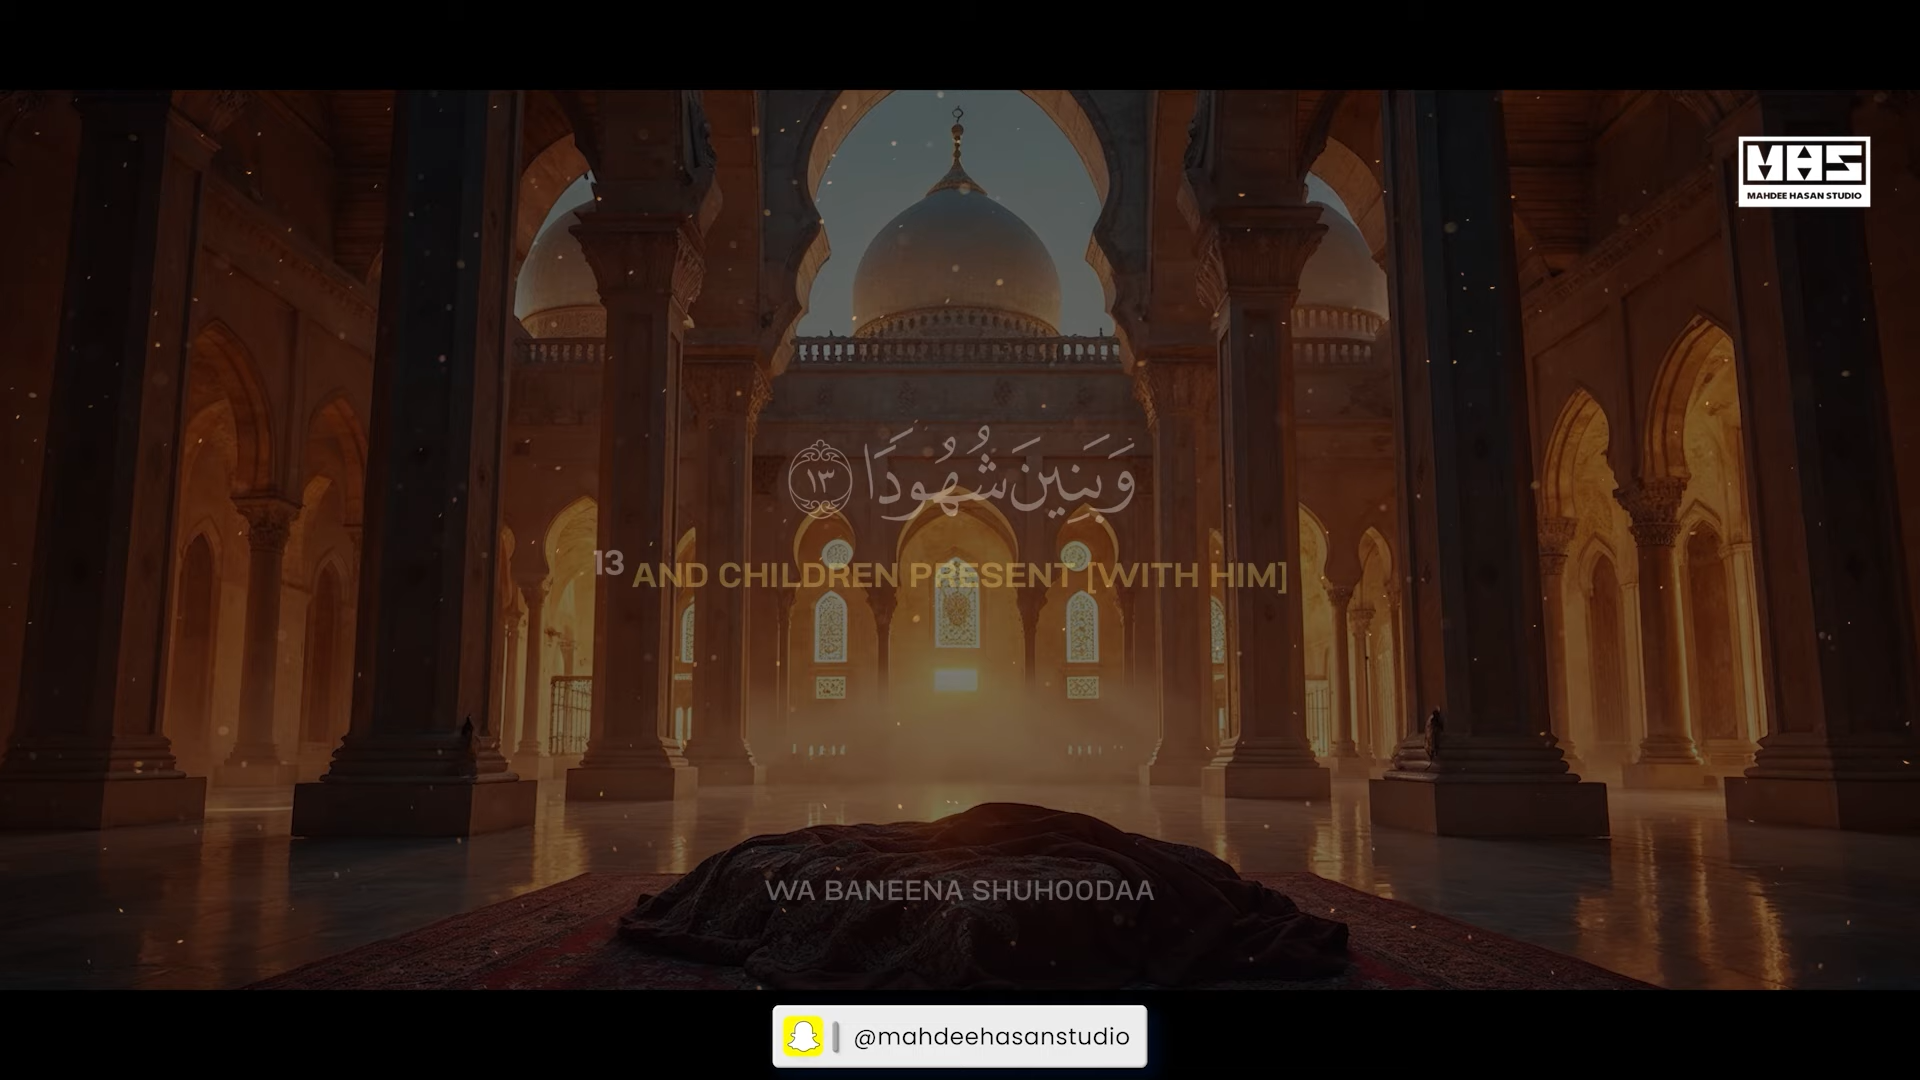 MHS
MAHDEE HASAN STUDIO
وَبَنِينَ شُهُودًا ١٣
13 AND CHILDREN PRESENT [WITH HIM]
WA BANEENA SHUHOODAA
@mahdeehasanstudio